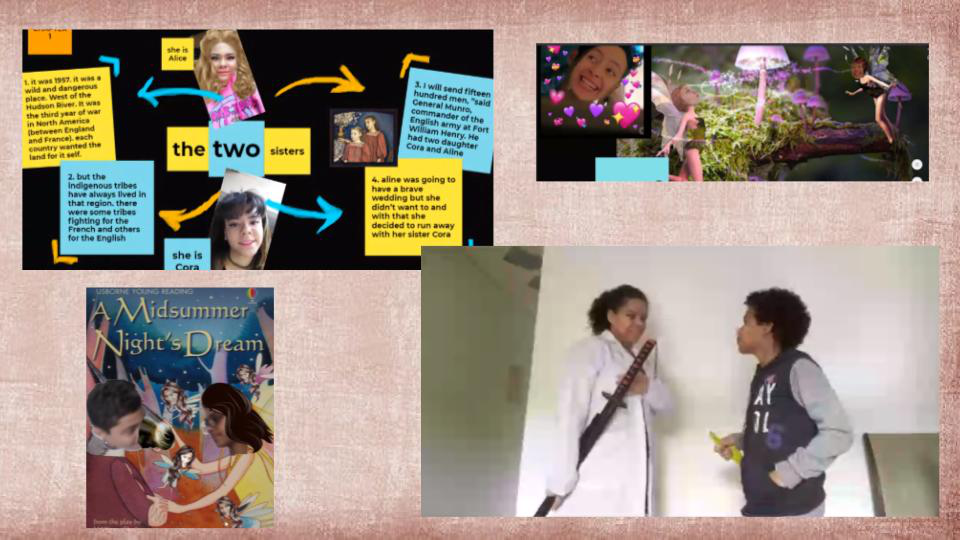 CHAPTER
1
she is
Alice
1. it was 1957. it was a
wild and dangerous
place. West of the
Hudson River. It was
the third year of war
in North America
(between England
and France). each
country wanted the
land for it self.
2. but the
indigenous tribes
have always lived in
that region. there
were some tribes
fighting for the
French and others
for the English
the two sisters
she is
Cora
3. I will send fifteen
hundred men, "said
General Munro,
commander of the
English army at Fort
William Henry. He
had two daughter
Cora and Aline
4. aline was going to
have a brave
wedding but she
didn't want to and
with that she
decided to run away
with her sister Cora
USBORNE YOUNG READING
A Midsummer
Night's Dream
from the play by
AY
OL
6